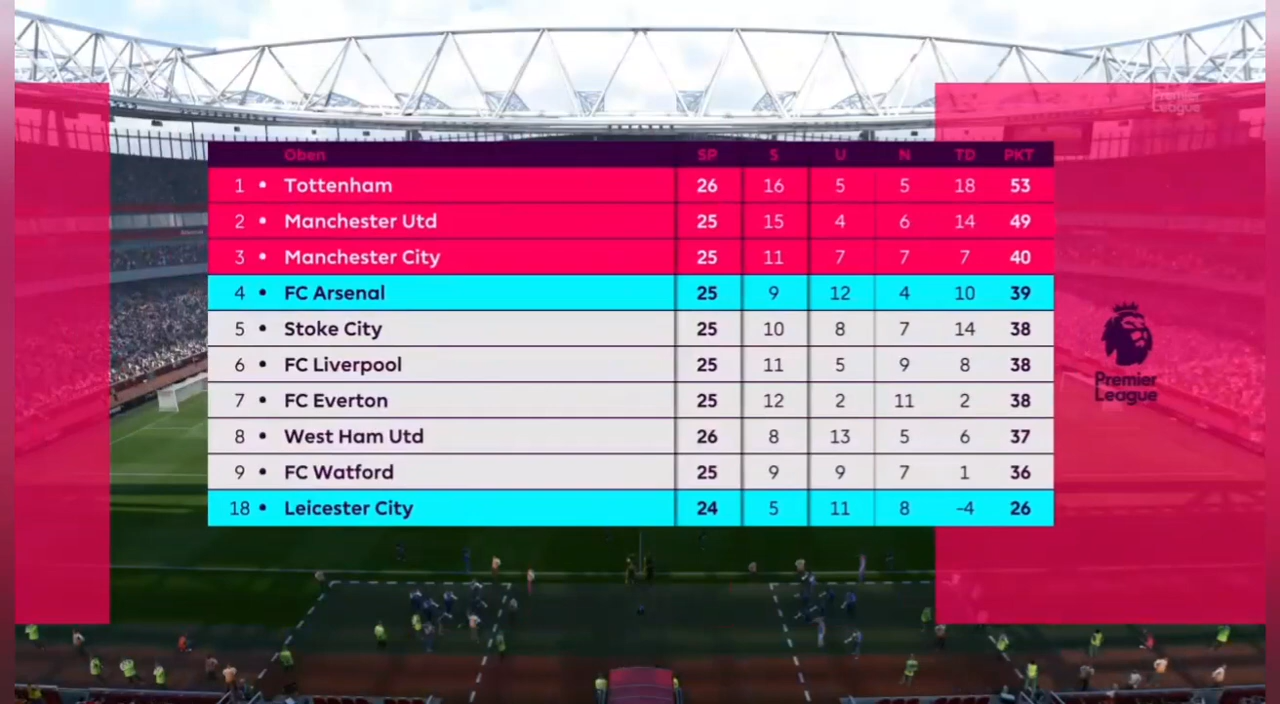 Premier
League
Oben SP S U N TD PKT
1 • Tottenham 26 16 5 5 18 53
2 • Manchester Utd 25 15 4 6 14 49
3 • Manchester City 25 11 7 7 7 40
4 • FC Arsenal 25 9 12 4 10 39
5 • Stoke City 25 10 8 7 14 38
6 • FC Liverpool 25 11 5 9 8 38
7 • FC Everton 25 12 2 11 2 38
8 • West Ham Utd 26 8 13 5 6 37
9 • FC Watford 25 9 9 7 1 36
18 • Leicester City 24 5 11 8 -4 26
Premier
League